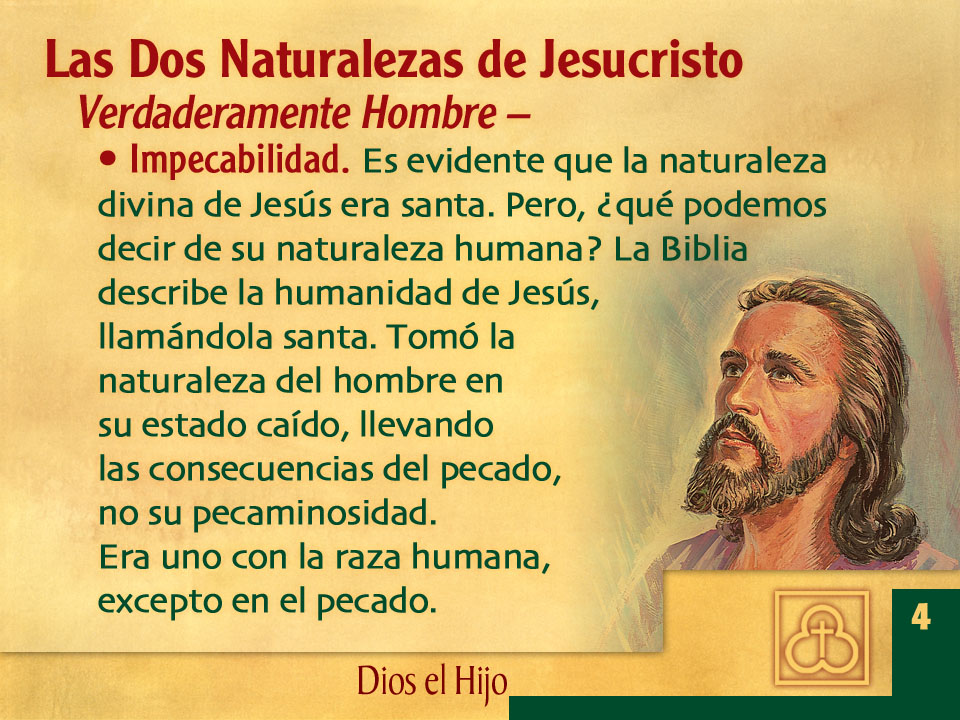 Las Dos Naturalezas de Jesucristo
Verdaderamente Hombre –
• Impecabilidad. Es evidente que la naturaleza
divina de Jesús era santa. Pero, ¿qué podemos
decir de su naturaleza humana? La Biblia
describe la humanidad de Jesús,
llamándola santa. Tomó la
naturaleza del hombre en
su estado caído, llevando
las consecuencias del pecado,
no su pecaminosidad.
Era uno con la raza humana,
excepto en el pecado.
4
Dios el Hijo